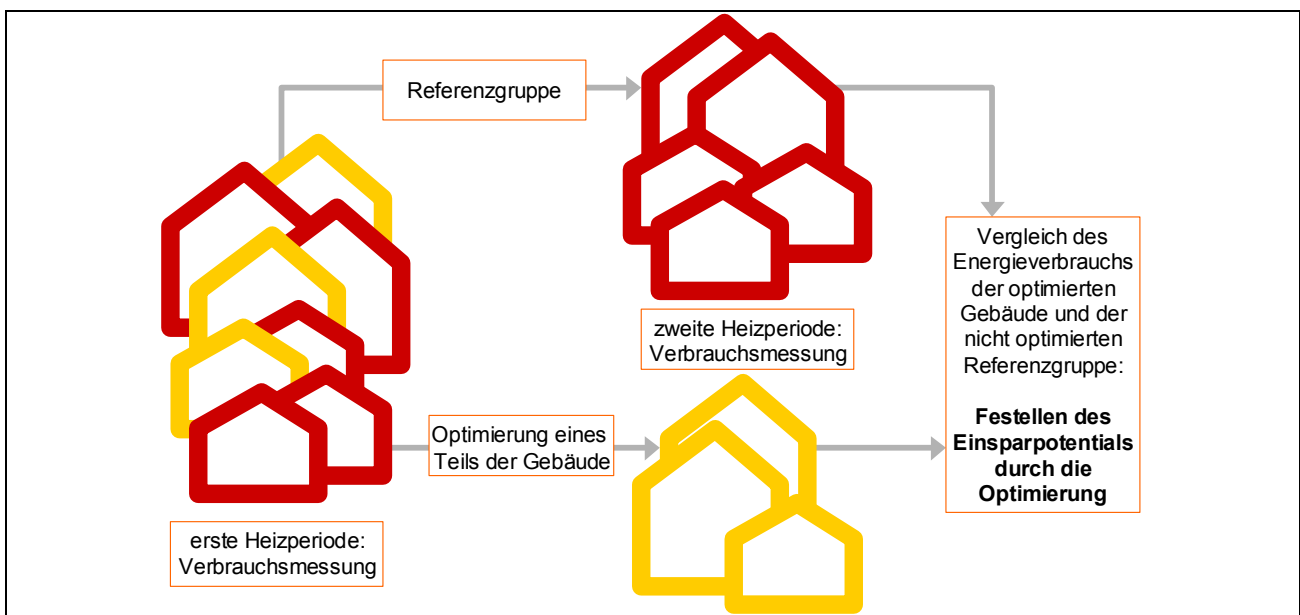 Referenzgruppe
zweite Heizperiode:
Verbrauchsmessung
Optimierung eines
Teils der Gebäude
erste Heizperiode:
Verbrauchsmessung
Vergleich des
Energieverbrauchs
der optimierten
Gebäude und der
nicht optimierten
Referenzgruppe:
Festellen des
Einsparpotentials
durch die
Optimierung